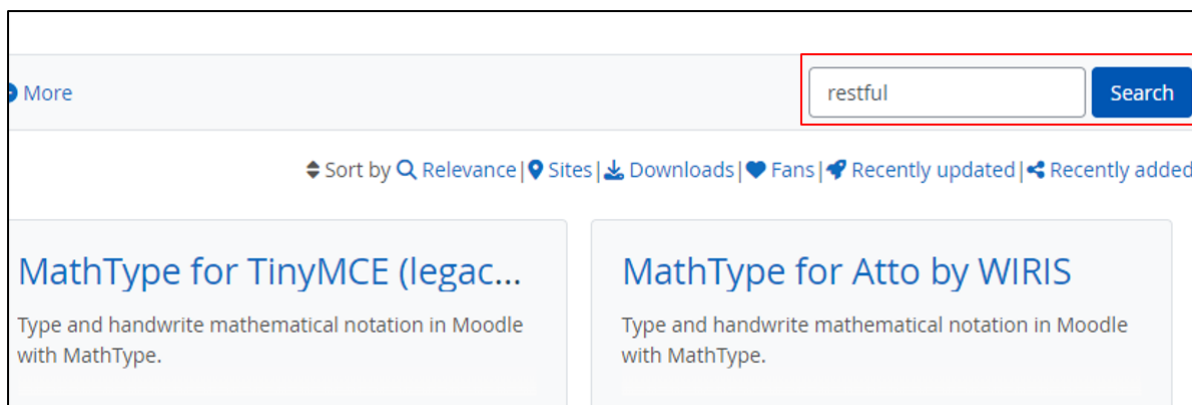 More
restful
Search
Sort by Relevance|Sites|Downloads|Fans|Recently updated|Recently added
MathType for TinyMCE (legac...
Type and handwrite mathematical notation in Moodle
with MathType.
MathType for Atto by WIRIS
Type and handwrite mathematical notation in Moodle
with MathType.